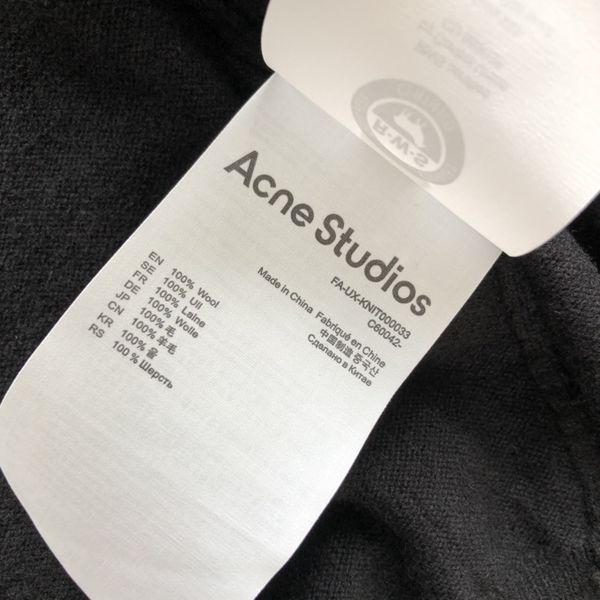 Acne Studios
FA-UX-KNIT000033
C60042-
Made in China Fabriqué en Chine
中国制造 중국산
Сделано в Китае
EN 100% Wool
SE 100% Ull
FR 100% Laine
DE 100% Wolle
JP 100% 毛
CN 100% 羊毛
KR 100% 울
RS 100 % Шерсть
R·W·S